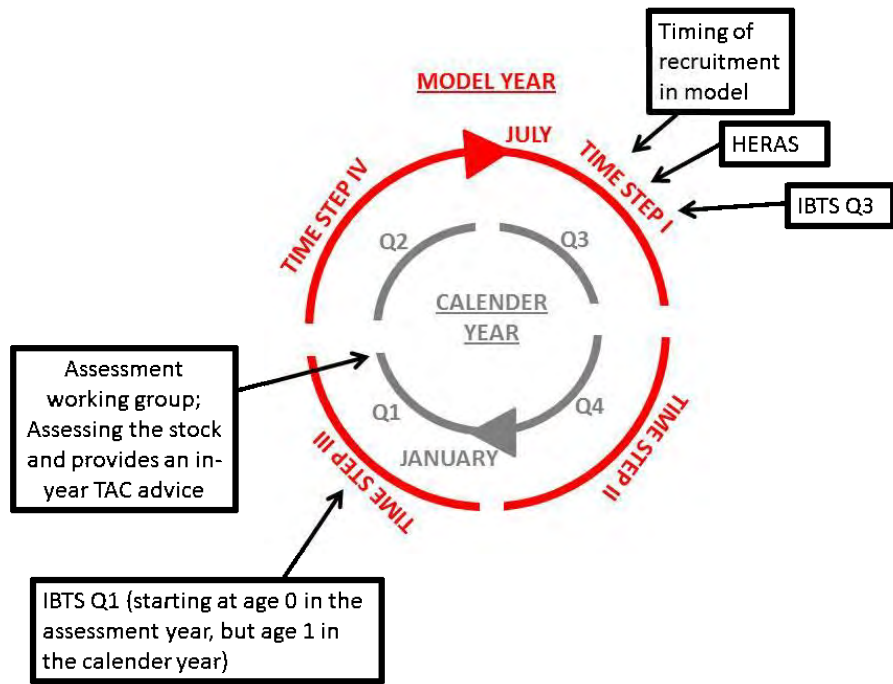 Timing of
recruitment
in model
MODEL YEAR
JULY
HERAS
TIME STEP I
IBTS Q3
TIME STEP IV
Q2
Q3
CALENDER
YEAR
Assessment
working group;
Assessing the stock
and provides an in-
year TAC advice
Q1
Q4
JANUARY
TIME STEP III
TIME STEP II
IBTS Q1 (starting at age 0 in the
assessment year, but age 1 in
the calender year)